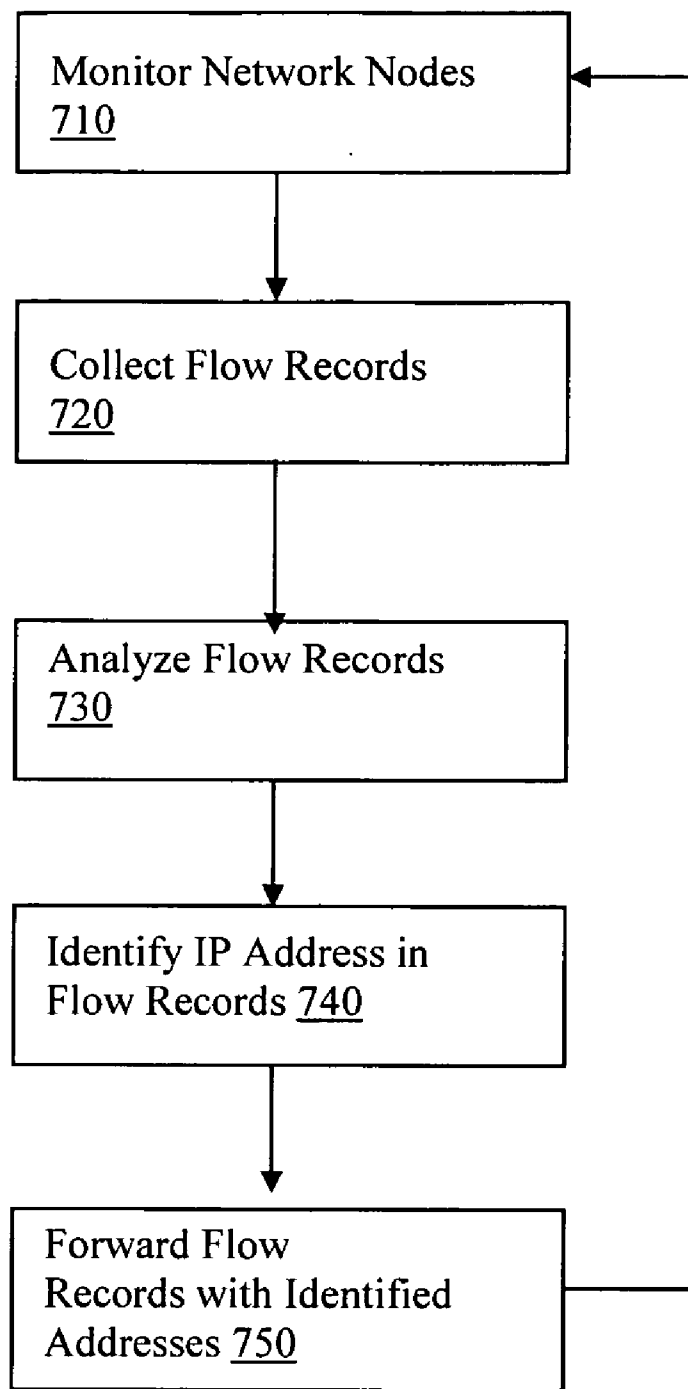 Monitor Network Nodes
710
Collect Flow Records
720
Analyze Flow Records
730
Identify IP Address in
Flow Records 740
Forward Flow
Records with Identified
Addresses 750